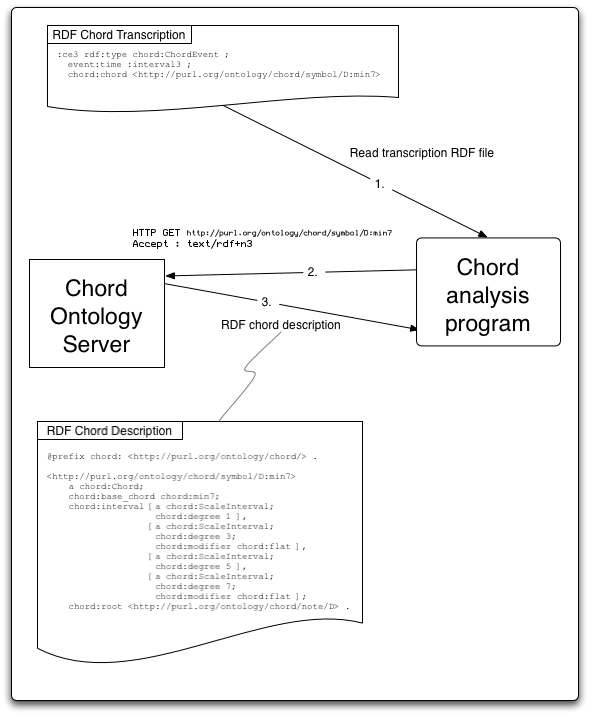 RDF Chord Transcription
:ce3 rdf:type chord:ChordEvent ;
event:time :interval3 ;
chord:chord <http://purl.org/ontology/chord/symbol/D:min7>
Read transcription RDF file
1.
HTTP GET http://purl.org/ontology/chord/symbol/D:min7
Accept : text/rdf+n3
Chord
Ontology
Server
2.
3.
RDF chord description
Chord
analysis
program
RDF Chord Description
@prefix chord: <http://purl.org/ontology/chord/> .
<http://purl.org/ontology/chord/symbol/D:min7>
a chord:Chord;
chord:base_chord chord:min7;
chord:interval [ a chord:ScaleInterval;
chord:degree 1 ],
[ a chord:ScaleInterval;
chord:degree 3;
chord:modifier chord:flat ],
[ a chord:ScaleInterval;
chord:degree 5 ],
[ a chord:ScaleInterval;
chord:degree 7;
chord:modifier chord:flat ];
chord:root <http://purl.org/ontology/chord/note/D> .